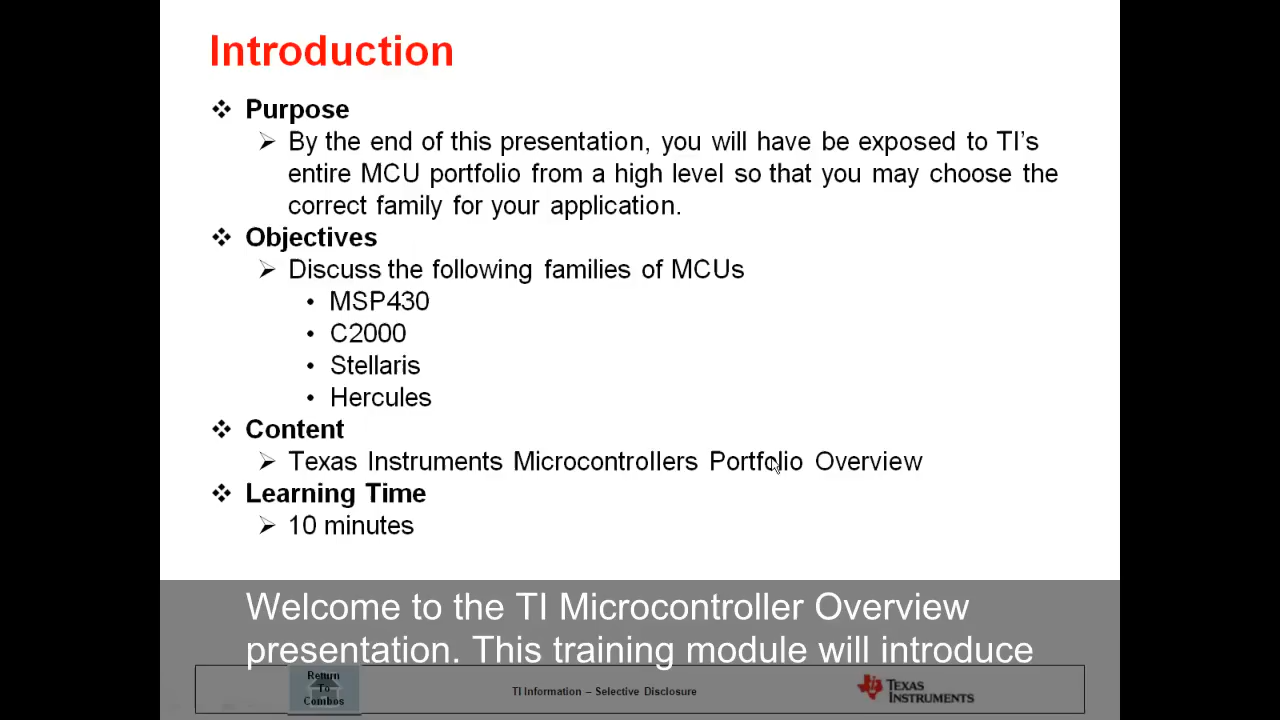 Introduction
❖ Purpose
➢ By the end of this presentation, you will have be exposed to TI's
entire MCU portfolio from a high level so that you may choose the
correct family for your application.
❖ Objectives
➢ Discuss the following families of MCUs
• MSP430
• C2000
• Stellaris
• Hercules
❖ Content
➢ Texas Instruments Microcontrollers Portfolio Overview
❖ Learning Time
➢ 10 minutes
Welcome to the TI Microcontroller Overview
presentation. This training module will introduce
Return
To
Combos
TI Information – Selective Disclosure
TEXAS
INSTRUMENTS